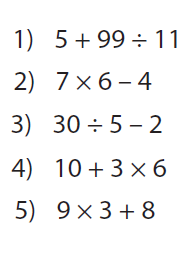 1) 5 + 99 ÷ 11
2) 7 × 6 – 4
3) 30 ÷ 5 – 2
4) 10 + 3 × 6
5) 9 × 3 + 8